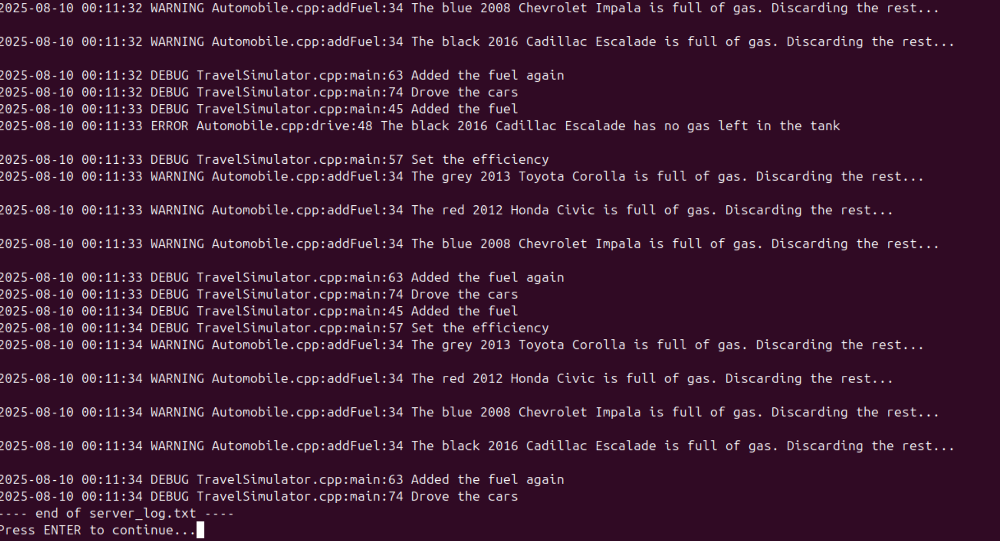 2025-08-10 00:11:32 WARNING Automobile.cpp:addFuel:34 The blue 2008 Chevrolet Impala is full of gas. Discarding the rest...
2025-08-10 00:11:32 WARNING Automobile.cpp:addFuel:34 The black 2016 Cadillac Escalade is full of gas. Discarding the rest...
2025-08-10 00:11:32 DEBUG TravelSimulator.cpp:main:63 Added the fuel again
2025-08-10 00:11:32 DEBUG TravelSimulator.cpp:main:74 Drove the cars
2025-08-10 00:11:33 DEBUG TravelSimulator.cpp:main:45 Added the fuel
2025-08-10 00:11:33 ERROR Automobile.cpp:drive:48 The black 2016 Cadillac Escalade has no gas left in the tank
2025-08-10 00:11:33 DEBUG TravelSimulator.cpp:main:57 Set the efficiency
2025-08-10 00:11:33 WARNING Automobile.cpp:addFuel:34 The grey 2013 Toyota Corolla is full of gas. Discarding the rest...
2025-08-10 00:11:33 WARNING Automobile.cpp:addFuel:34 The red 2012 Honda Civic is full of gas. Discarding the rest...
2025-08-10 00:11:33 WARNING Automobile.cpp:addFuel:34 The blue 2008 Chevrolet Impala is full of gas. Discarding the rest...
2025-08-10 00:11:33 DEBUG TravelSimulator.cpp:main:63 Added the fuel again
2025-08-10 00:11:33 DEBUG TravelSimulator.cpp:main:74 Drove the cars
2025-08-10 00:11:34 DEBUG TravelSimulator.cpp:main:45 Added the fuel
2025-08-10 00:11:34 DEBUG TravelSimulator.cpp:main:57 Set the efficiency
2025-08-10 00:11:34 WARNING Automobile.cpp:addFuel:34 The grey 2013 Toyota Corolla is full of gas. Discarding the rest...
2025-08-10 00:11:34 WARNING Automobile.cpp:addFuel:34 The red 2012 Honda Civic is full of gas. Discarding the rest...
2025-08-10 00:11:34 WARNING Automobile.cpp:addFuel:34 The blue 2008 Chevrolet Impala is full of gas. Discarding the rest...
2025-08-10 00:11:34 WARNING Automobile.cpp:addFuel:34 The black 2016 Cadillac Escalade is full of gas. Discarding the rest...
2025-08-10 00:11:34 DEBUG TravelSimulator.cpp:main:63 Added the fuel again
2025-08-10 00:11:34 DEBUG TravelSimulator.cpp:main:74 Drove the cars
---- end of server_log.txt ----
Press ENTER to continue...